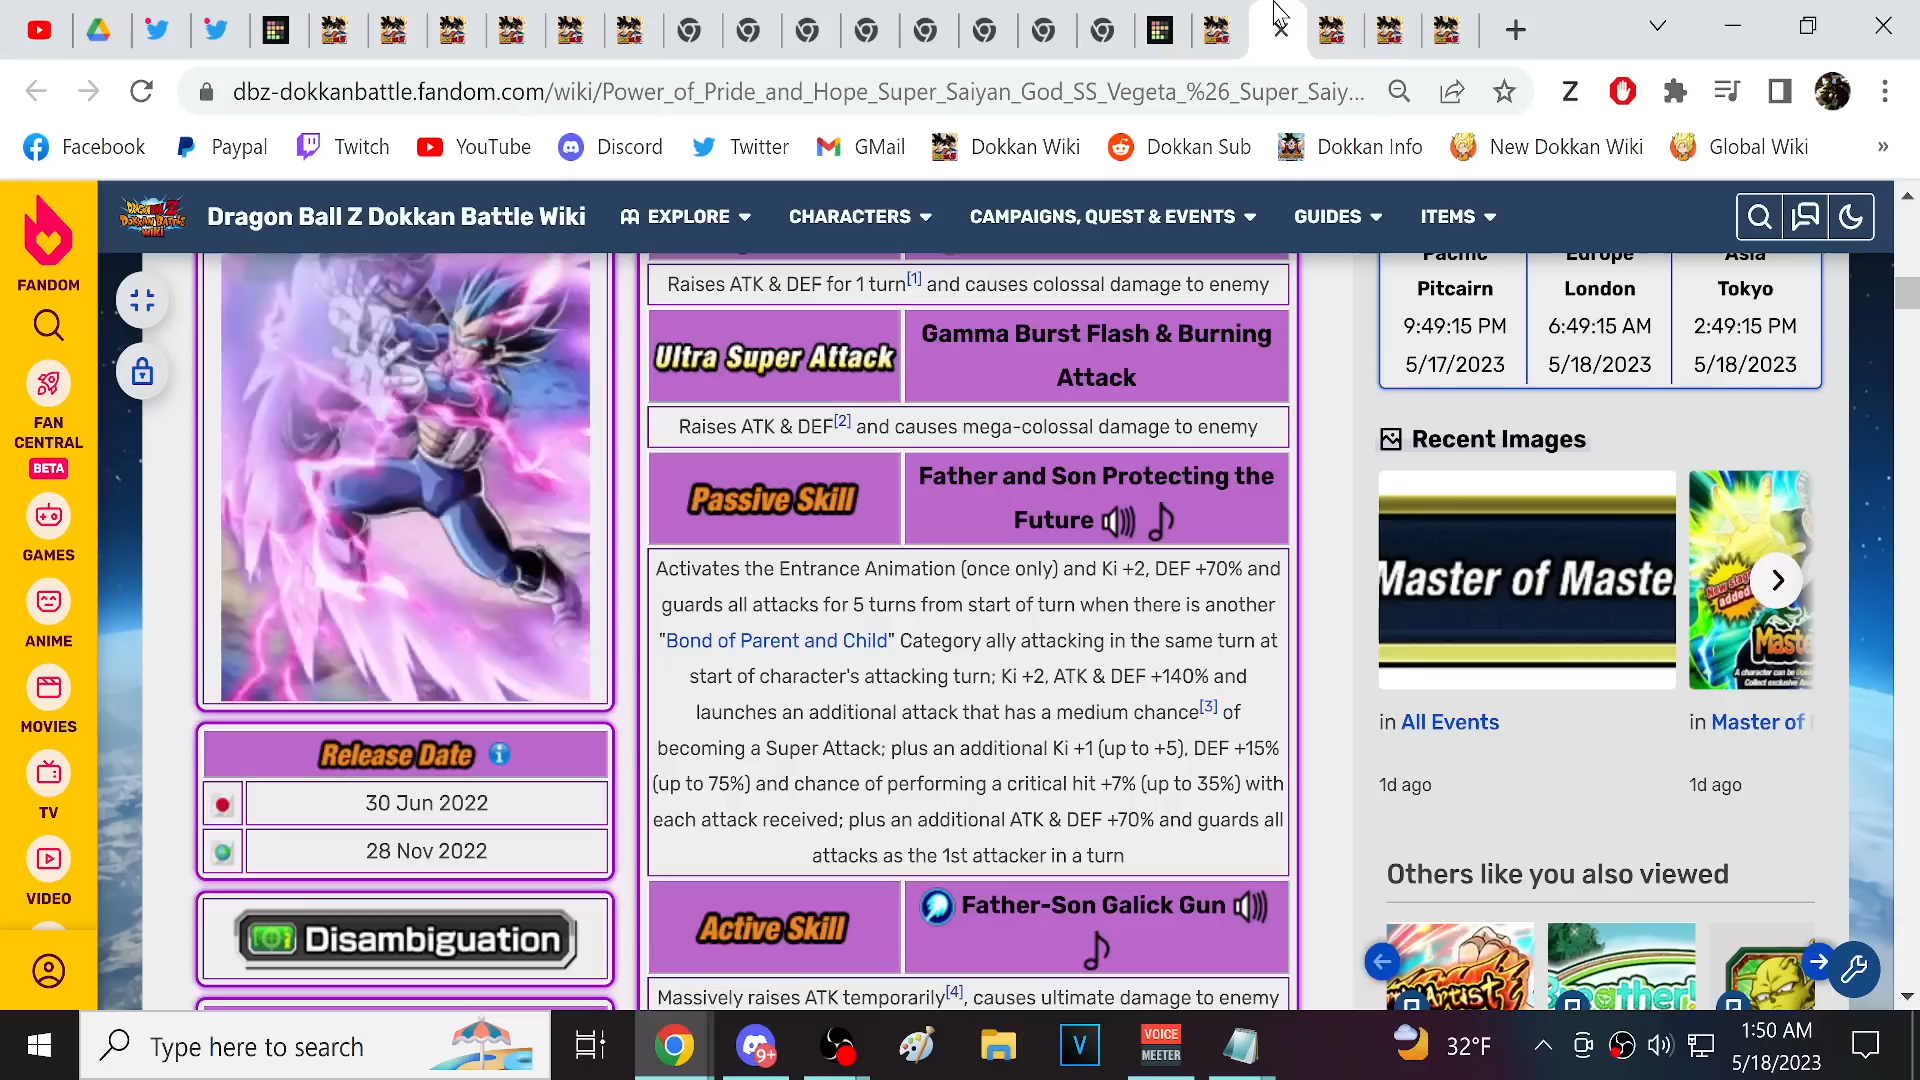 dbz-dokkanbattle.fandom.com/wiki/Power_of_Pride_and_Hope_Super_Saiyan_God_SS_Vegeta_%26_Super_Saiy...
Z
Facebook
Paypal
Twitch
YouTube
Discord
Twitter
GMail
Dokkan Wiki
Dokkan Sub
Dokkan Info
New Dokkan Wiki
Global Wiki
»
Dragon Ball Z Dokkan Battle Wiki
EXPLORE
CHARACTERS
CAMPAIGNS, QUEST & EVENTS
GUIDES
ITEMS
FANDOM
FAN
CENTRAL
BETA
GAMES
ANIME
MOVIES
TV
VIDEO
Release Date
30 Jun 2022
28 Nov 2022
Disambiguation
Raises ATK & DEF for 1 turn[1] and causes colossal damage to enemy
Ultra Super Attack
Gamma Burst Flash & Burning
Attack
Raises ATK & DEF[2] and causes mega-colossal damage to enemy
Passive Skill
Father and Son Protecting the
Future
Activates the Entrance Animation (once only) and Ki +2, DEF +70% and
guards all attacks for 5 turns from start of turn when there is another
"Bond of Parent and Child" Category ally attacking in the same turn at
start of character's attacking turn; Ki +2, ATK & DEF +140% and
launches an additional attack that has a medium chance[3] of
becoming a Super Attack; plus an additional Ki +1 (up to +5), DEF +15%
(up to 75%) and chance of performing a critical hit +7% (up to 35%) with
each attack received; plus an additional ATK & DEF +70% and guards all
attacks as the 1st attacker in a turn
Active Skill
Father-Son Galick Gun
Massively raises ATK temporarily[4], causes ultimate damage to enemy
Pacific
Europe
Asia
Pitcairn
London
Tokyo
9:49:15 PM
6:49:15 AM
2:49:15 PM
5/17/2023
5/18/2023
5/18/2023
Recent Images
Master of Maste
New stage
added
Mast
in All Events
in Master of
1d ago
1d ago
Others like you also viewed
Type here to search
9+
V
VOICE
MEETER
32°F
1:50 AM
5/18/2023